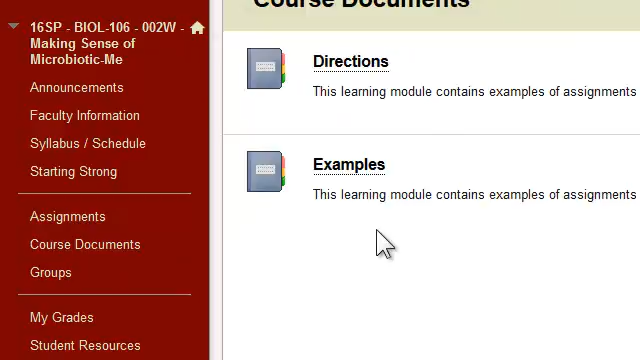 16SP - BIOL-106 - 002W -
Making Sense of
Microbiotic-Me
Announcements
Faculty Information
Syllabus / Schedule
Starting Strong
Assignments
Course Documents
Groups
My Grades
Student Resources
Course Documents
Directions
This learning module contains examples of assignments
Examples
This learning module contains examples of assignments